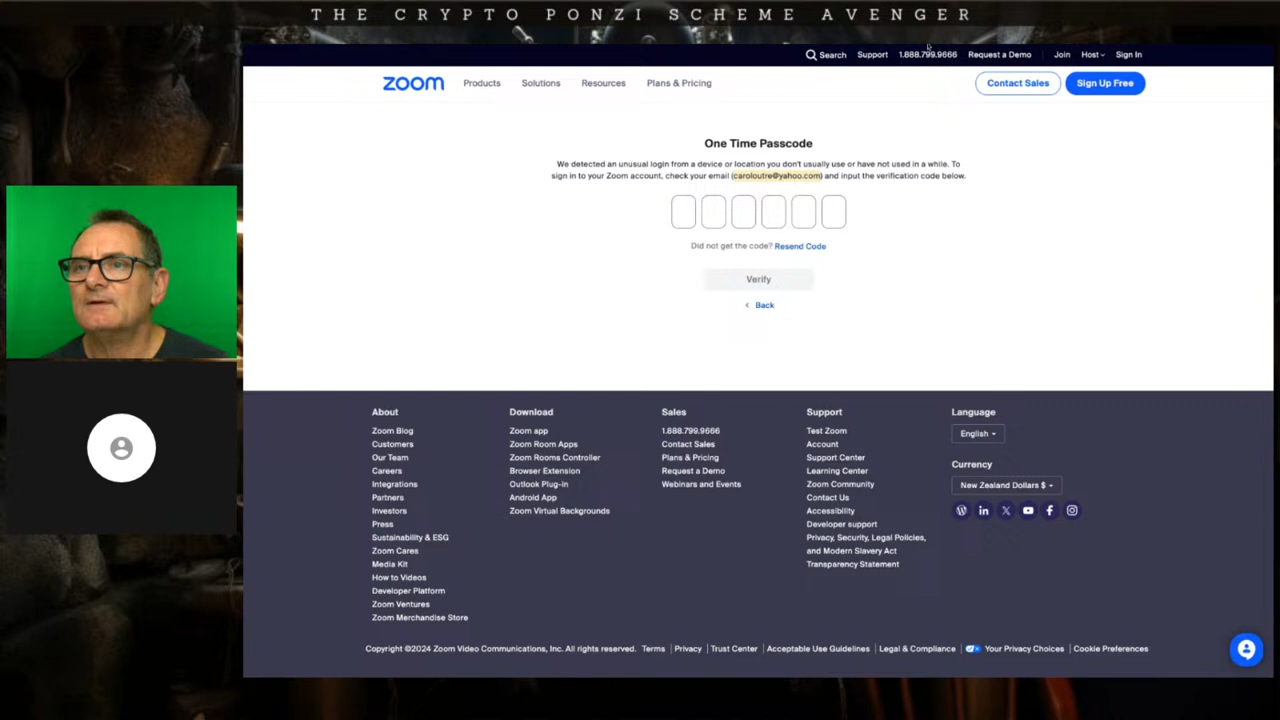 THE CRYPTO PONZI SCHEME AVENGER
Search Support 1.888.799.9666 Request a Demo Join Host Sign In
zoom Products Solutions Resources Plans & Pricing Contact Sales Sign Up Free
One Time Passcode
We detected an unusual login from a device or location you don't usually use or have not used in a while. To
sign in to your Zoom account, check your email (caroloutre@yahoo.com) and input the verification code below.
Did not get the code? Resend Code
Verify
< Back
About
Zoom Blog
Customers
Our Team
Careers
Integrations
Partners
Investors
Press
Sustainability & ESG
Zoom Cares
Media Kit
How to Videos
Developer Platform
Zoom Ventures
Zoom Merchandise Store
Download
Zoom app
Zoom Room Apps
Zoom Rooms Controller
Browser Extension
Outlook Plug-in
Android App
Zoom Virtual Backgrounds
Sales
1.888.799.9666
Contact Sales
Plans & Pricing
Request a Demo
Webinars and Events
Support
Test Zoom
Account
Support Center
Learning Center
Zoom Community
Contact Us
Accessibility
Developer support
Privacy, Security, Legal Policies,
and Modern Slavery Act
Transparency Statement
Language
English
Currency
New Zealand Dollars $
Copyright ©2024 Zoom Video Communications, Inc. All rights reserved. Terms | Privacy | Trust Center | Acceptable Use Guidelines | Legal & Compliance | Your Privacy Choices | Cookie Preferences